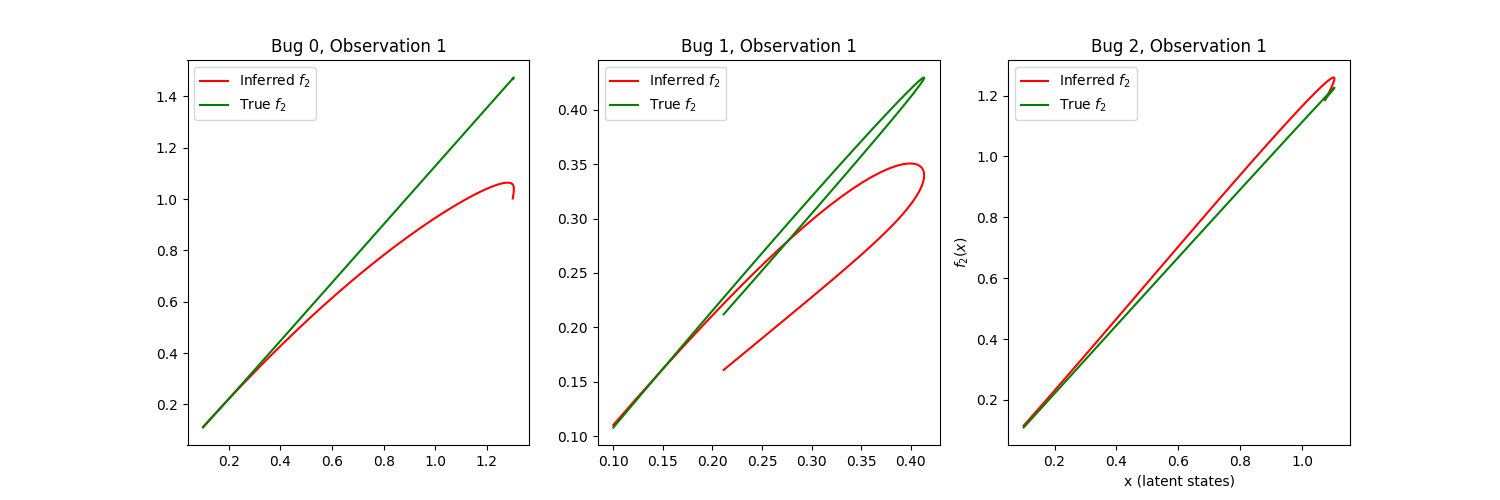 Bug 0, Observation 1
Inferred f₂
True f₂
1.4
1.2
1.0
0.8
0.6
0.4
0.2
0.2 0.4 0.6 0.8 1.0 1.2
Bug 1, Observation 1
Inferred f₂
True f₂
0.40
0.35
0.30
0.25
0.20
0.15
0.10
0.10 0.15 0.20 0.25 0.30 0.35 0.40
Bug 2, Observation 1
Inferred f₂
True f₂
f₂(x)
1.2
1.0
0.8
0.6
0.4
0.2
0.2 0.4 0.6 0.8 1.0
x (latent states)